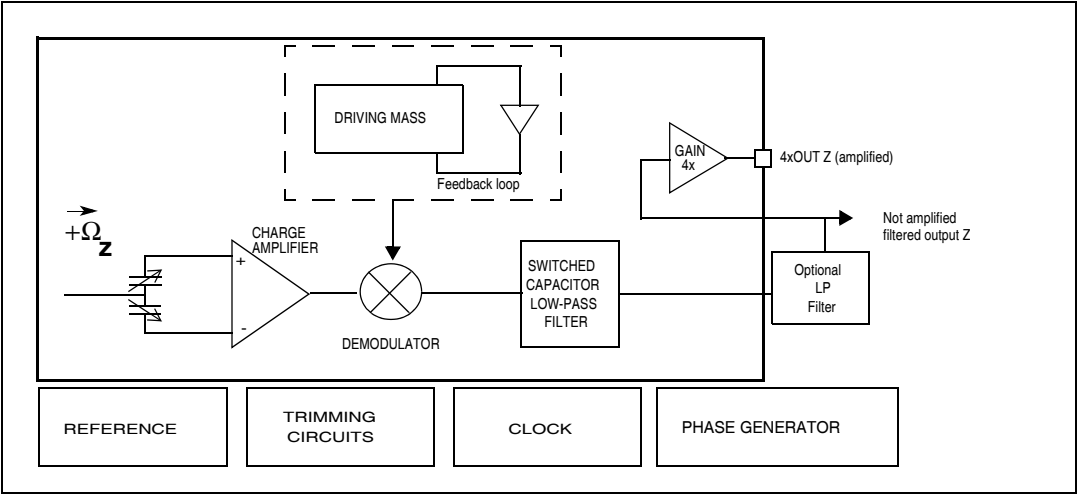 DRIVING MASS
Feedback loop
GAIN
4x
4xOUT Z (amplified)
+Ω
Z
CHARGE
AMPLIFIER
+
-
DEMODULATOR
SWITCHED
CAPACITOR
LOW-PASS
FILTER
Not amplified
filtered output Z
Optional
LP
Filter
REFERENCE
TRIMMING
CIRCUITS
CLOCK
PHASE GENERATOR